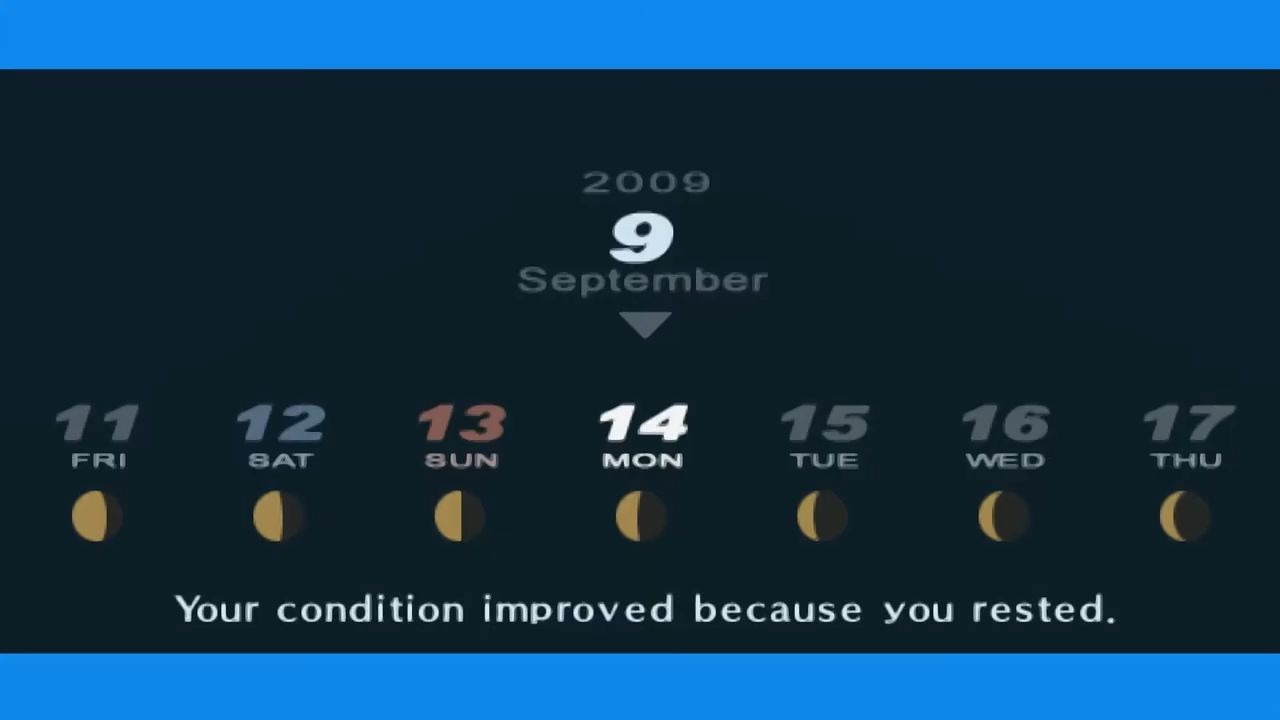 2009
9
September
11 12 13 14 15 16 17
FRI SAT SUN MON TUE WED THU
Your condition improved because you rested.